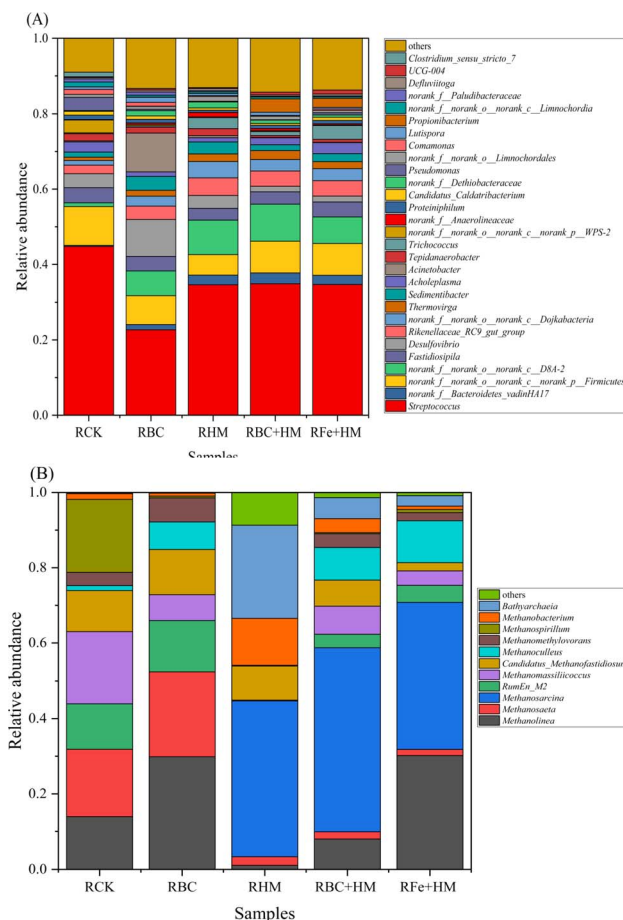 (A)
1.0
0.8
0.6
0.4
0.2
0.0
Relative abundance
RCK
RBC
RHM
RBC+HM
RFe+HM
Samples
others
Clostridium_sensu_stricto_7
UCG-004
Defluviitoga
norank_f__Paludibacteraceae
norank_f__norank_o__norank_c__Limnochordia
Propionibacterium
Lutispora
Comamonas
norank_f__norank_o__Limnochordales
Pseudomonas
norank_f__Dethiobacteraceae
Candidatus_Caldatribacterium
Proteiniphilum
norank_f__Anaerolineaceae
norank_f__norank_o__norank_c__norank_p__WPS-2
Trichococcus
Tepidanaerobacter
Acinetobacter
Acholeplasma
Sedimentibacter
Thermovirga
norank_f__norank_o__norank_c__Dojkabacteria
Rikenellaceae_RC9_gut_group
Desulfovibrio
Fastidiosipila
norank_f__norank_o__norank_c__D8A-2
norank_f__norank_o__norank_c__norank_p__Firmicutes
norank_f__Bacteroidetes_vadinHA17
Streptococcus
(B)
1.0
0.8
0.6
0.4
0.2
0.0
Relative abundance
RCK
RBC
RHM
RBC+HM
RFe+HM
Samples
others
Bathyarchaeia
Methanobacterium
Methanospirillum
Methanomethylovorans
Methanoculleus
Candidatus_Methanofastidiosum
Methanomassiliicoccus
RumEn_M2
Methanosarcina
Methanosaeta
Methanolinea